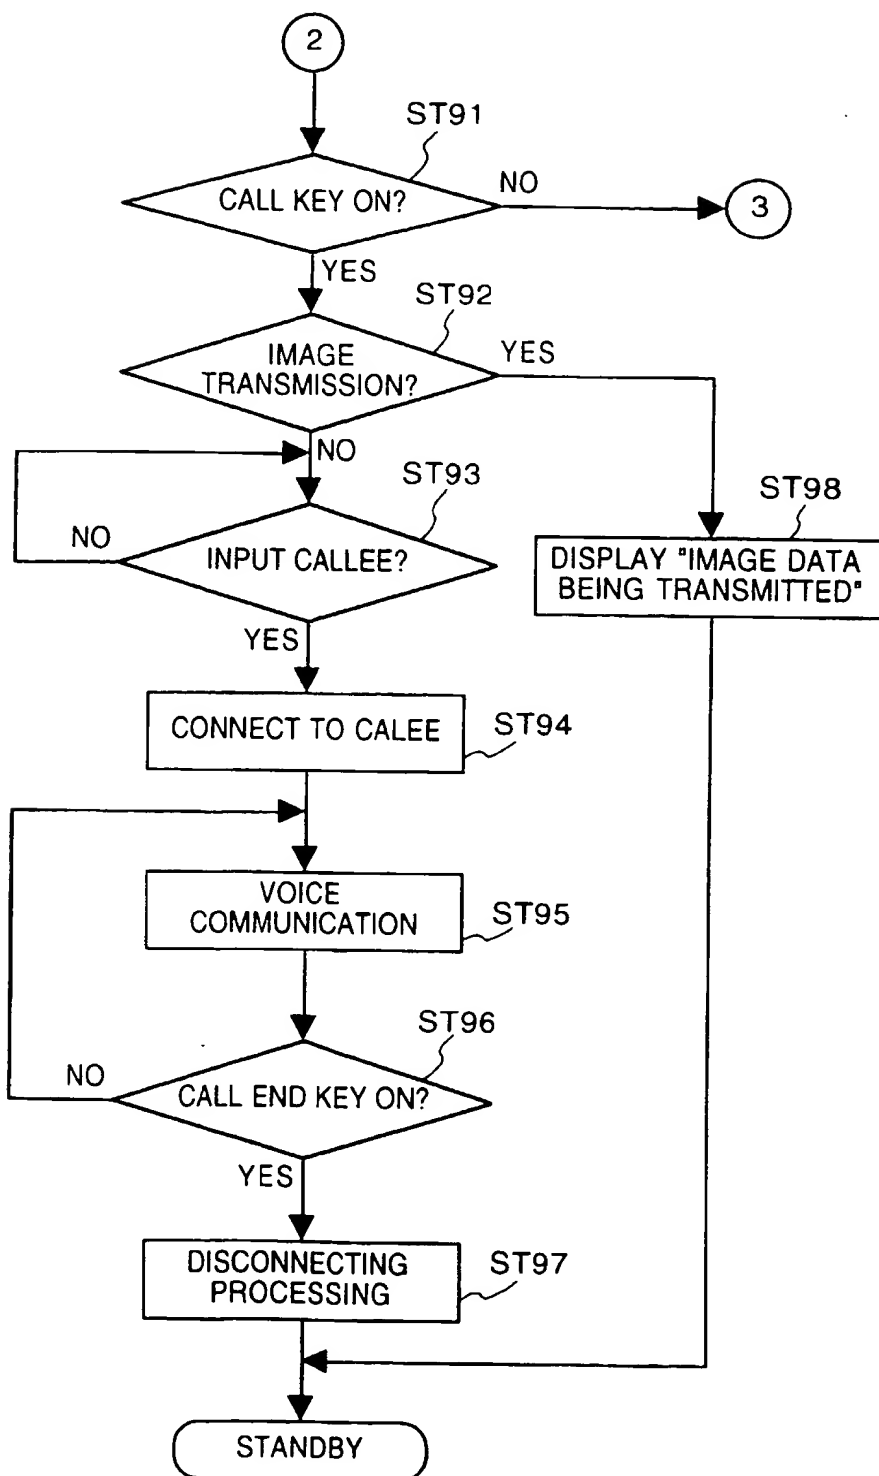 2
ST91
CALL KEY ON?
NO
3
YES
ST92
IMAGE
TRANSMISSION?
YES
NO
ST93
NO
INPUT CALLEE?
ST98
DISPLAY "IMAGE DATA
BEING TRANSMITTED"
YES
CONNECT TO CALEE
ST94
VOICE
COMMUNICATION
ST95
ST96
NO
CALL END KEY ON?
YES
DISCONNECTING
PROCESSING
ST97
STANDBY